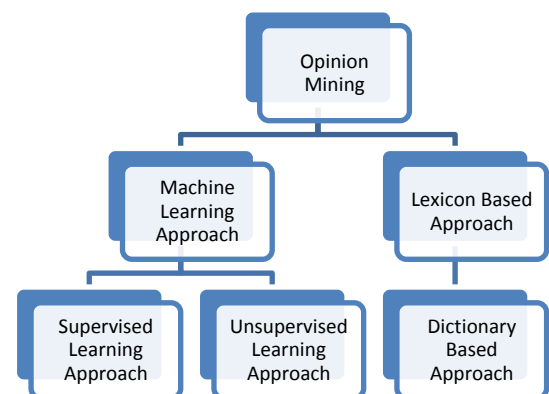 Opinion
Mining
Machine
Learning
Approach
Lexicon Based
Approach
Supervised
Learning
Approach
Unsupervised
Learning
Approach
Dictionary
Based
Approach